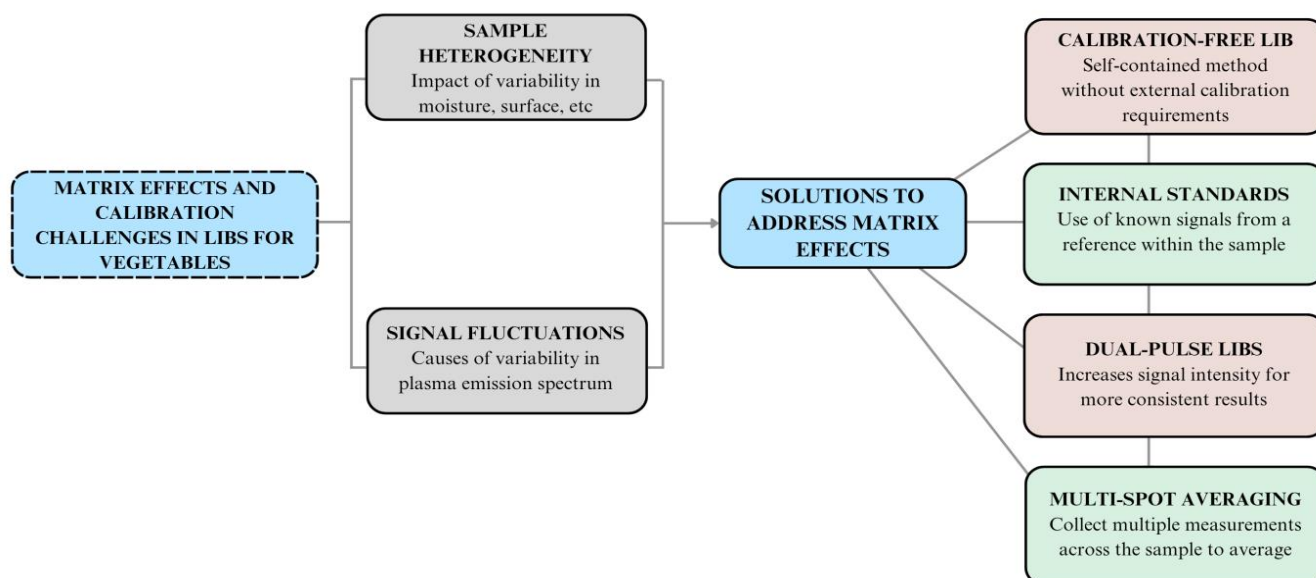 MATRIX EFFECTS AND
CALIBRATION
CHALLENGES IN LIBS FOR
VEGETABLES
SAMPLE
HETEROGENEITY
Impact of variability in
moisture, surface, etc
SIGNAL FLUCTUATIONS
Causes of variability in
plasma emission spectrum
SOLUTIONS TO
ADDRESS MATRIX
EFFECTS
CALIBRATION-FREE LIB
Self-contained method
without external calibration
requirements
INTERNAL STANDARDS
Use of known signals from a
reference within the sample
DUAL-PULSE LIBS
Increases signal intensity for
more consistent results
MULTI-SPOT AVERAGING
Collect multiple measurements
across the sample to average